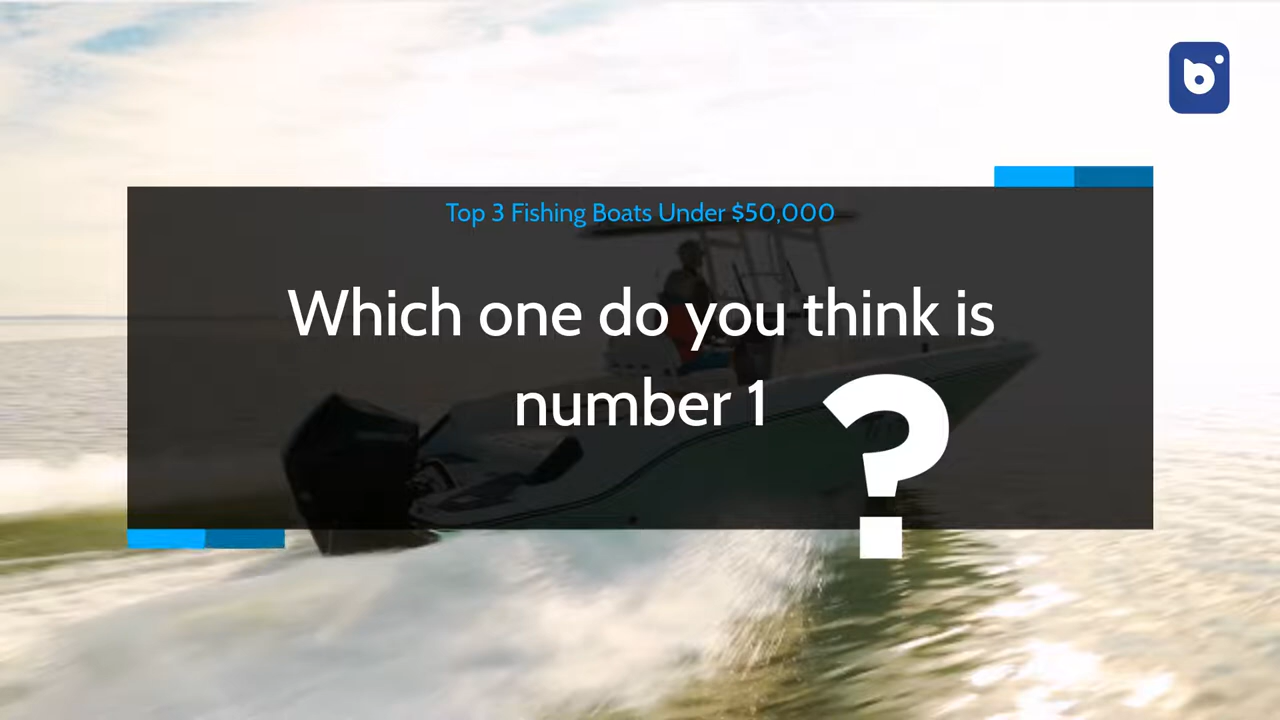 Top 3 Fishing Boats Under $50,000
Which one do you think is
number 1 ?
b